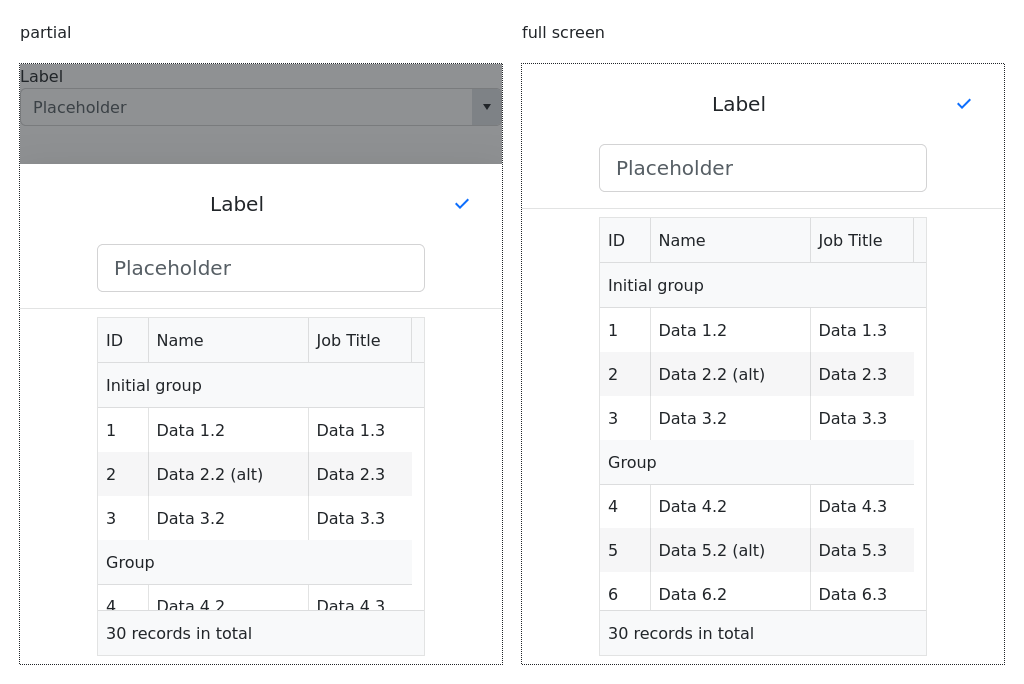 partial
Label
Placeholder
Label
Placeholder
ID Name Job Title
Initial group
1 Data 1.2 Data 1.3
2 Data 2.2 (alt) Data 2.3
3 Data 3.2 Data 3.3
Group
4 Data 4.2 Data 4.3
30 records in total
full screen
Label
Placeholder
ID Name Job Title
Initial group
1 Data 1.2 Data 1.3
2 Data 2.2 (alt) Data 2.3
3 Data 3.2 Data 3.3
Group
4 Data 4.2 Data 4.3
5 Data 5.2 (alt) Data 5.3
6 Data 6.2 Data 6.3
30 records in total